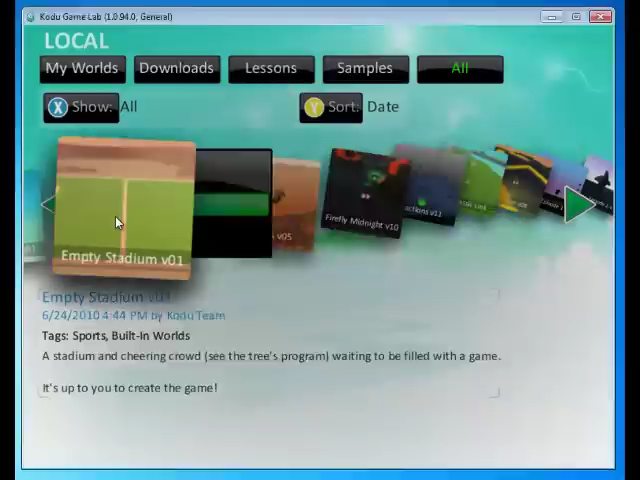 Kodu Game Lab (1.0.94.0, General)
LOCAL
My Worlds Downloads Lessons Samples All
X Show: All Y Sort: Date
Firefly Midnight v10
Empty Stadium v01
Empty Stadium v01
6/24/2010 4:44 PM by Kodu Team
Tags: Sports, Built-In Worlds
A stadium and cheering crowd (see the tree's program) waiting to be filled with a game.
It's up to you to create the game!